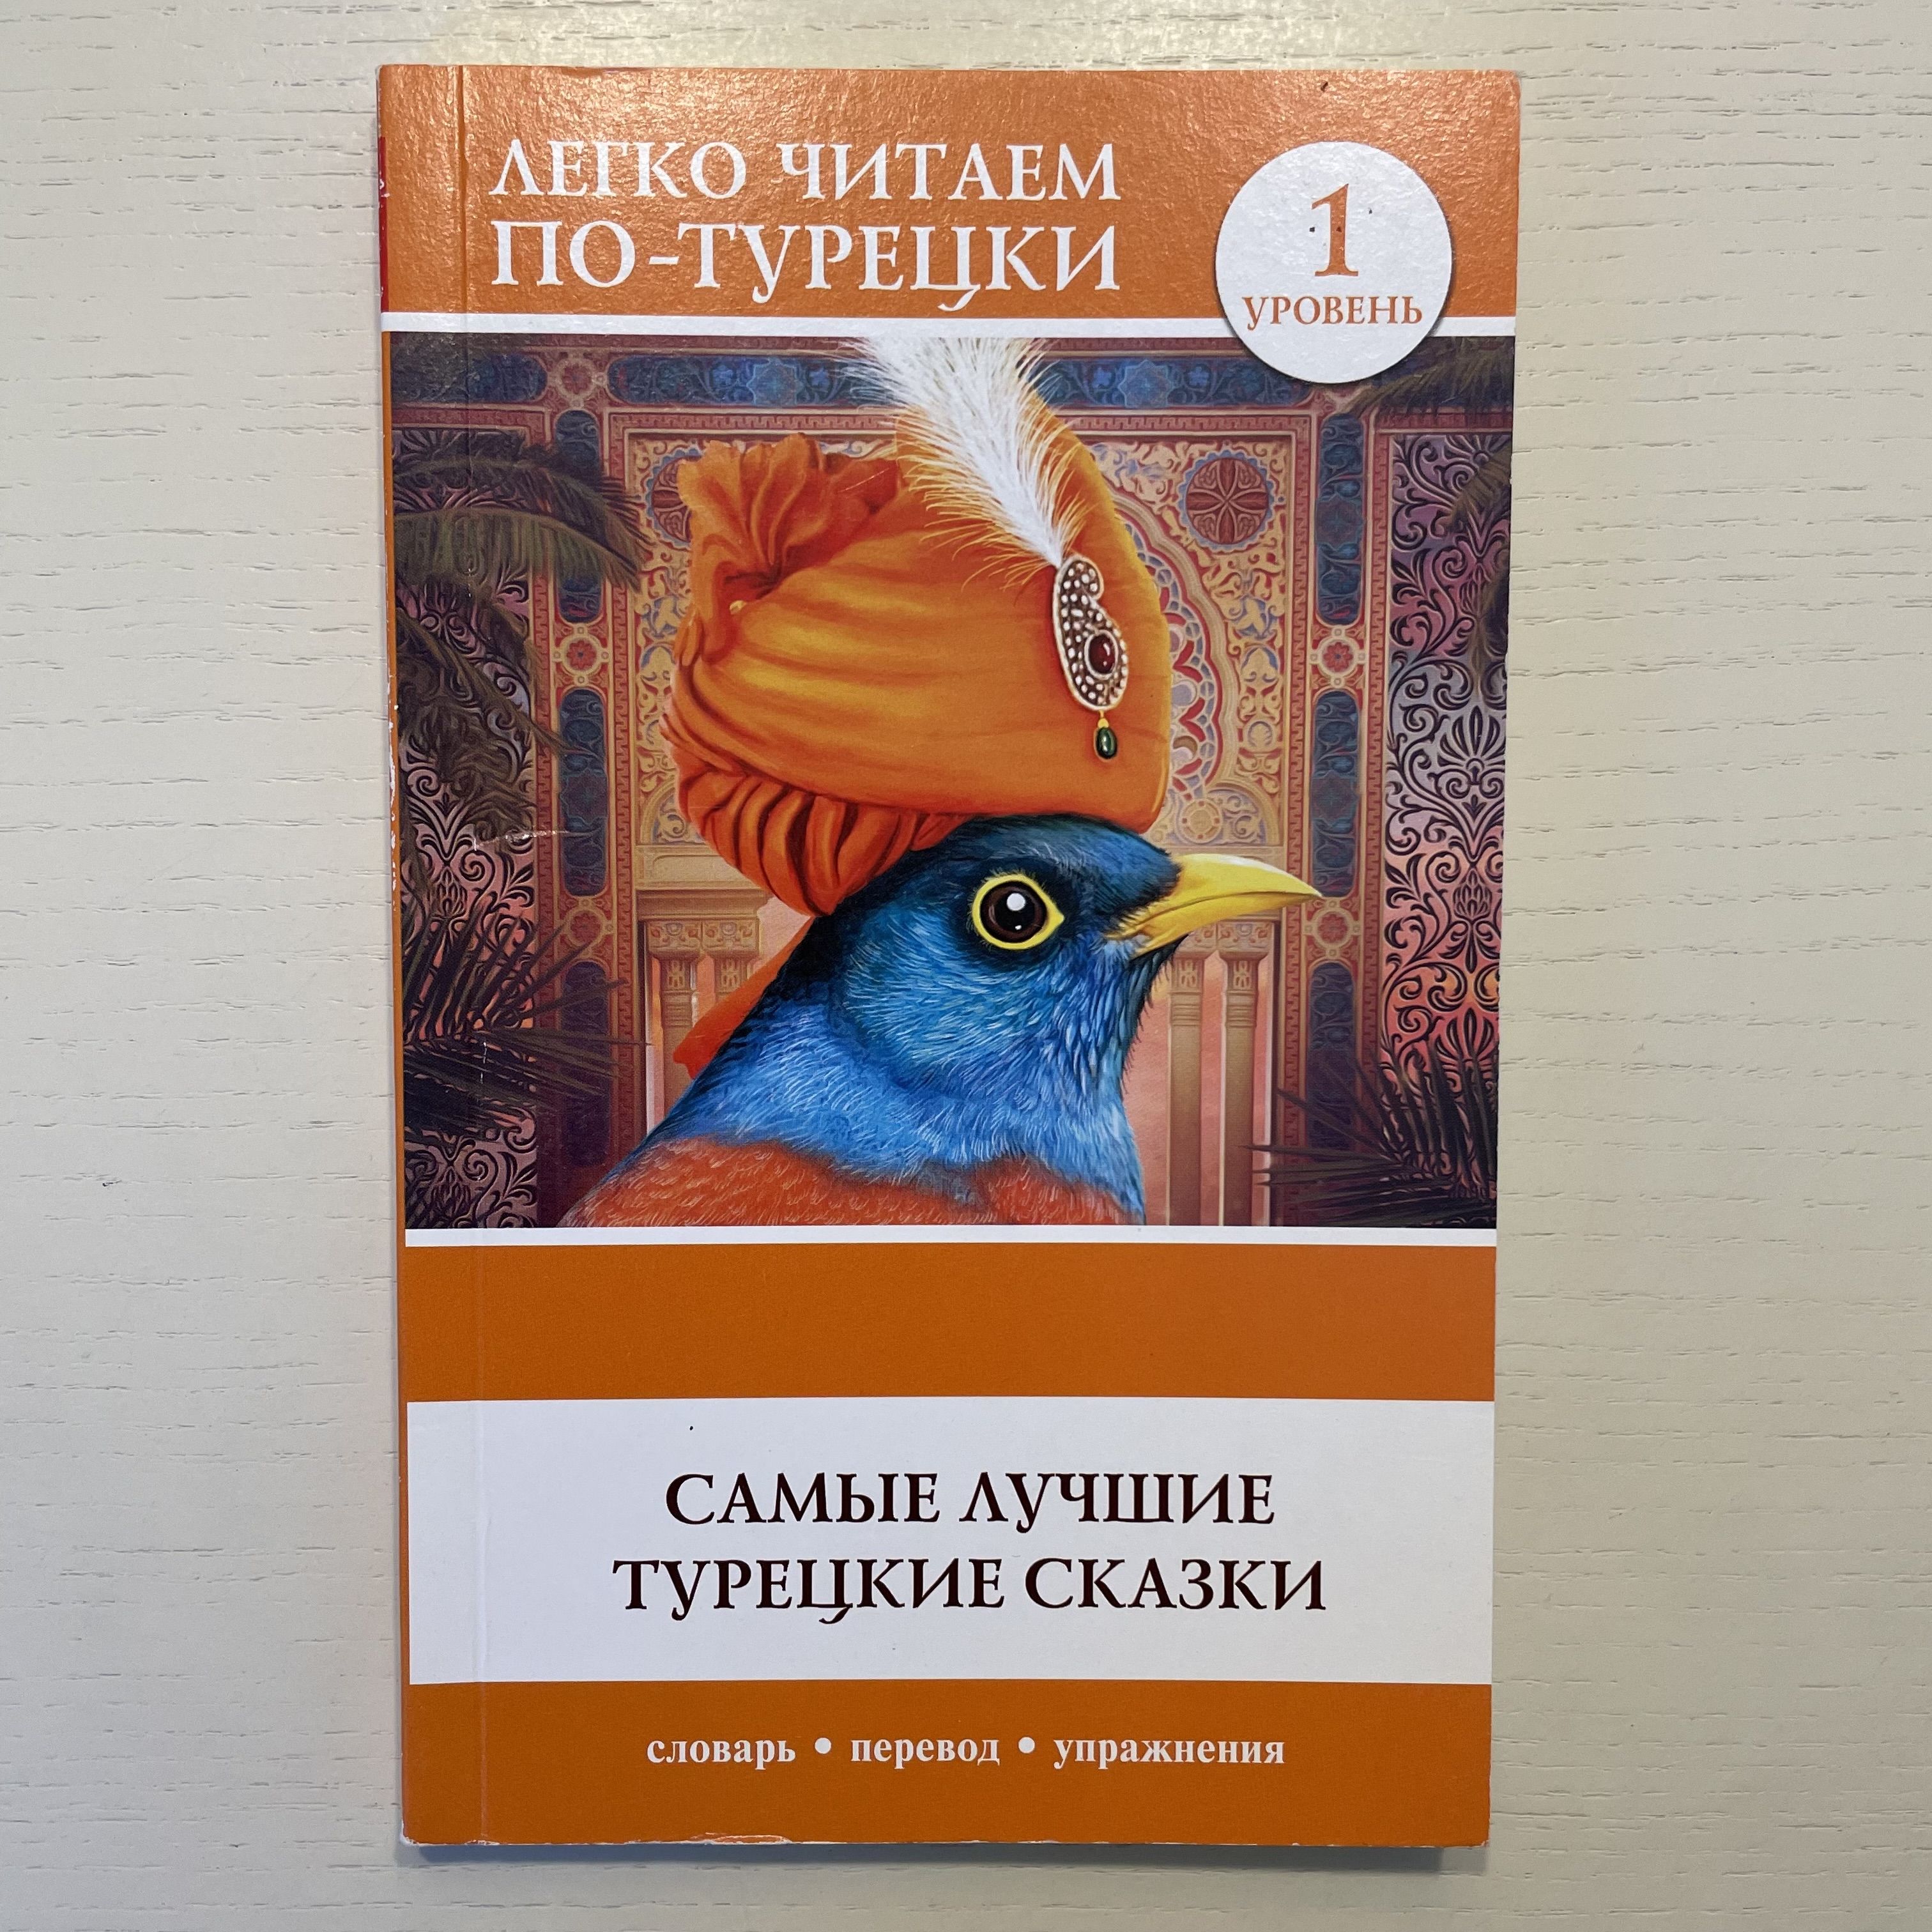 ЛЕГКО ЧИТАЕМ
ПО-ТУРЕЦКИ
1
УРОВЕНЬ
САМЫЕ ЛУЧШИЕ
ТУРЕЦКИЕ СКАЗКИ
словарь • перевод • упражнения